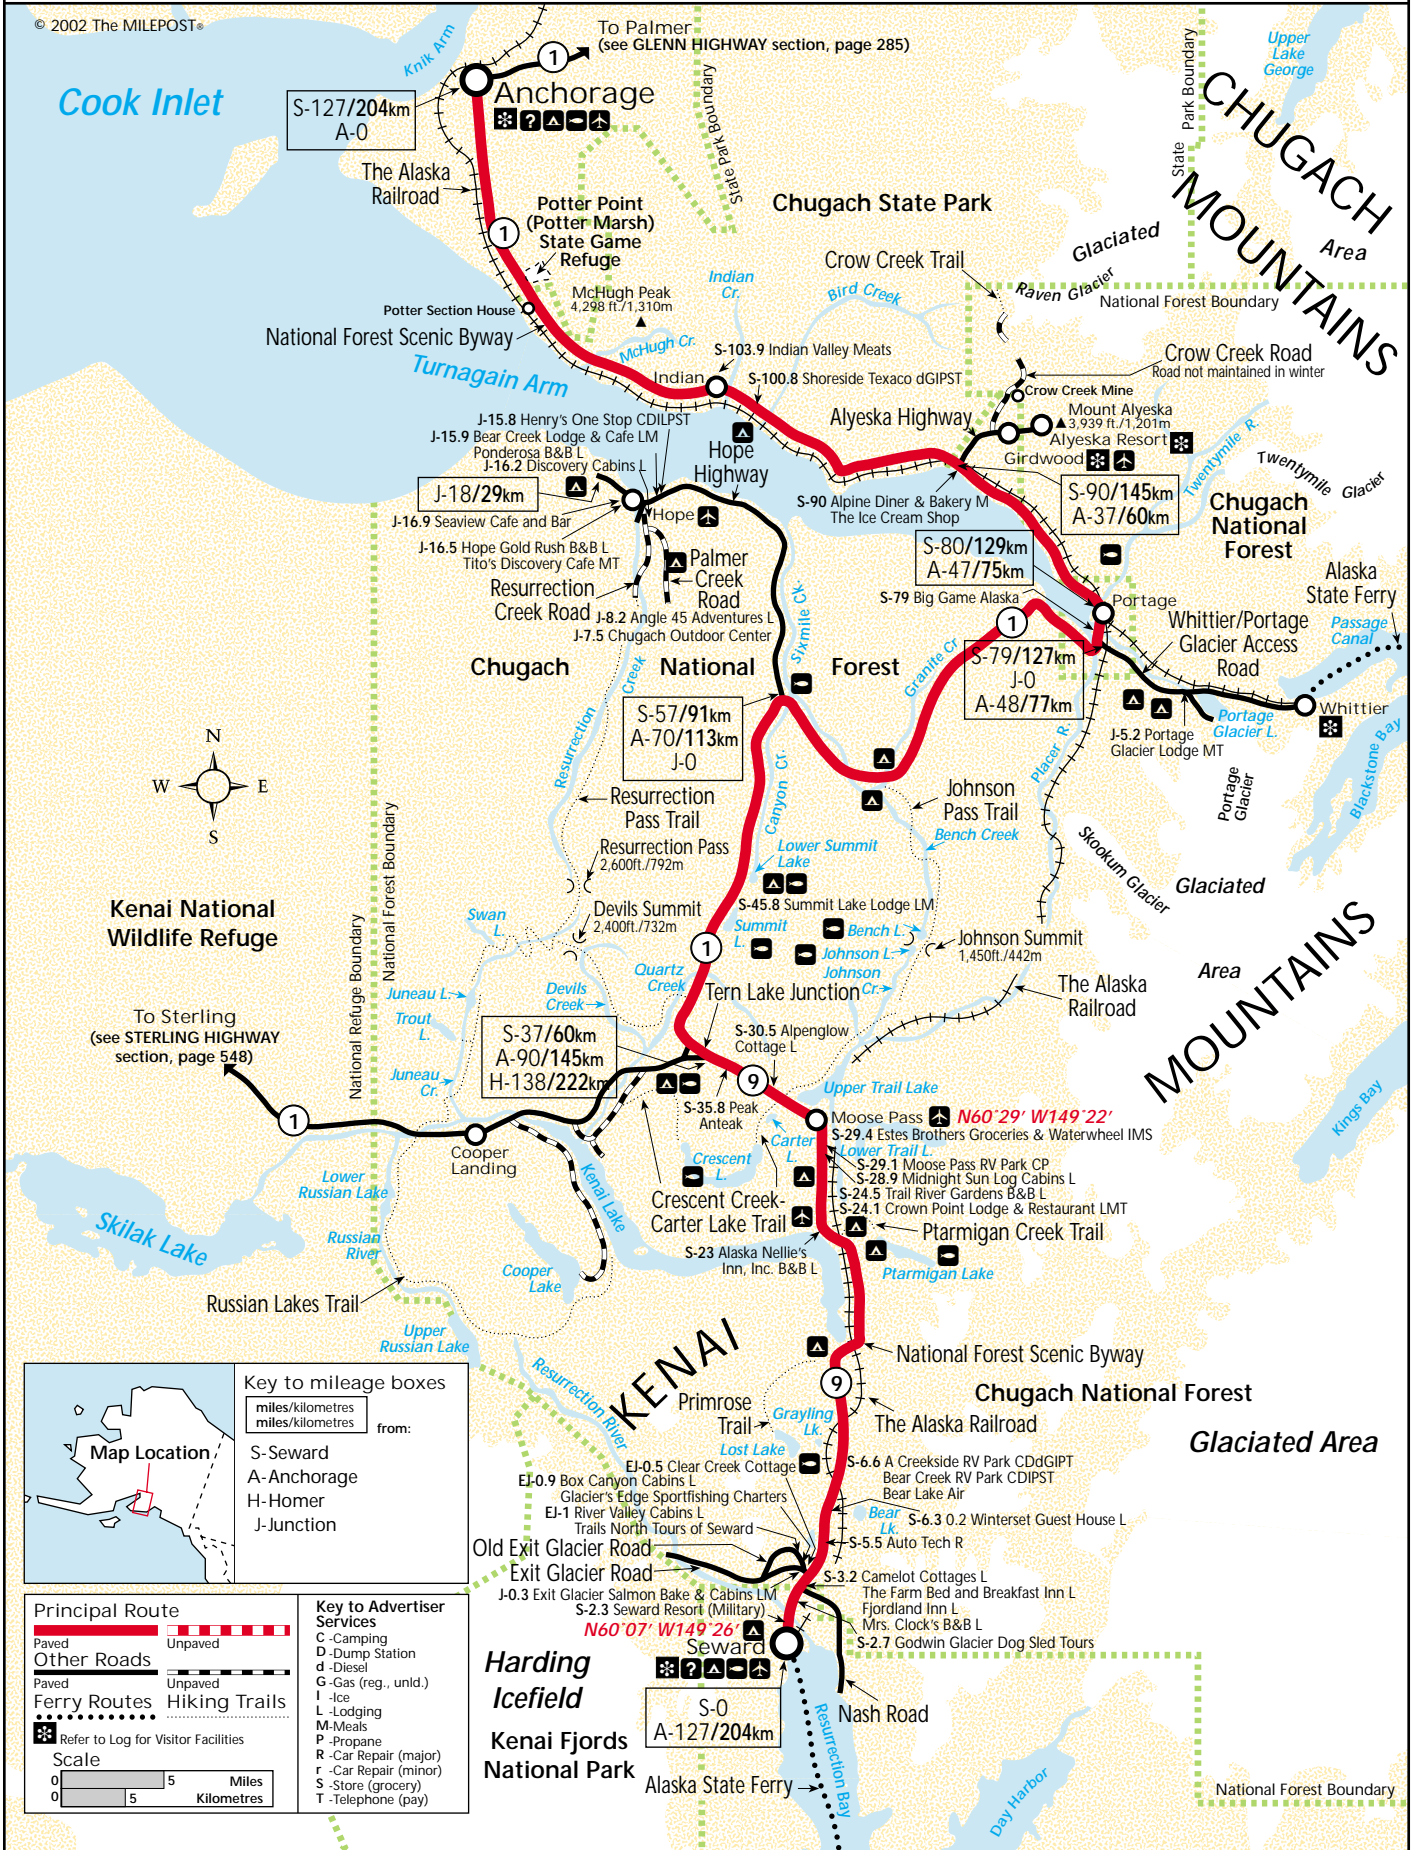 © 2002 The MILEPOST®
To Palmer
(see GLENN HIGHWAY section, page 285)
Knik Arm
1
Cook Inlet
Anchorage
S-127/204km
A-0
?
The Alaska
Railroad
State Park Boundary
State Park Boundary
Upper
Lake
George
CHUGACH
MOUNTAINS
Potter Point
(Potter Marsh)
State Game
Refuge
1
Chugach State Park
Glaciated
Area
Crow Creek Trail
Raven Glacier
National Forest Boundary
Indian
Cr.
Bird Creek
McHugh Peak
4,298 ft./1,310m
Potter Section House
National Forest Scenic Byway
McHugh Cr.
Turnagain Arm
S-103.9 Indian Valley Meats
Indian
S-100.8 Shoreside Texaco dGIPST
Crow Creek Road
Road not maintained in winter
Crow Creek Mine
Mount Alyeska
3,939 ft./1,201m
Alyeska Highway
Alyeska Resort
Girdwood
Twentymile R.
Twentymile Glacier
J-15.8 Henry's One Stop CDILPST
J-15.9 Bear Creek Lodge & Cafe LM
Ponderosa B&B L
J-16.2 Discovery Cabins L
Hope
Highway
J-18/29km
J-16.9 Seaview Cafe and Bar
Hope
J-16.5 Hope Gold Rush B&B L
Tito's Discovery Cafe MT
S-90 Alpine Diner & Bakery M
The Ice Cream Shop
S-90/145km
A-37/60km
Chugach
National
Forest
S-80/129km
A-47/75km
Palmer
Creek
Road
Resurrection
Creek Road
J-8.2 Angle 45 Adventures L
J-7.5 Chugach Outdoor Center
Sixmile Ck.
S-79 Big Game Alaska
Portage
Alaska
State Ferry
Whittier/Portage
Glacier Access
Road
Passage
Canal
1
Chugach National Forest
Granite Cr
S-79/127km
J-0
A-48/77km
Resurrection Creek
S-57/91km
A-70/113km
J-0
Placer R.
Portage
Glacier L.
Whittier
J-5.2 Portage
Glacier Lodge MT
Blackstone Bay
Portage
Glacier
N
W E
S
Canyon Cr.
Resurrection
Pass Trail
Johnson
Pass Trail
Bench Creek
Lower Summit
Lake
Resurrection Pass
2,600ft./792m
Skookum Glacier
Glaciated
Area
MOUNTAINS
Kenai National
Wildlife Refuge
National Refuge Boundary
National Forest Boundary
S-45.8 Summit Lake Lodge LM
Swan
L.
Devils Summit
2,400ft./732m
Summit
L.
1
Bench L.
Johnson L.
Johnson
Cr.
Johnson Summit
1,450ft./442m
Quartz
Creek
Devils
Creek
Juneau L.
Trout
L.
Tern Lake Junction
The Alaska
Railroad
To Sterling
(see STERLING HIGHWAY
section, page 548)
S-37/60km
A-90/145km
H-138/222km
S-30.5 Alpenglow
Cottage L
Juneau
Cr.
9
Upper Trail Lake
S-35.8 Peak
Anteak
Moose Pass
N60°29' W149°22'
1
Cooper
Landing
Carter
L.
S-29.4 Estes Brothers Groceries & Waterwheel IMS
Lower Trail L.
Crescent
L.
S-29.1 Moose Pass RV Park CP
S-28.9 Midnight Sun Log Cabins L
S-24.5 Trail River Gardens B&B L
S-24.1 Crown Point Lodge & Restaurant LMT
Kings Bay
Lower
Russian Lake
Kenai Lake
Crescent Creek-
Carter Lake Trail
Ptarmigan Creek Trail
Skilak Lake
Russian
River
Cooper
Lake
S-23 Alaska Nellie's
Inn, Inc. B&B L
Ptarmigan Lake
Russian Lakes Trail
Upper
Russian Lake
KENAI
National Forest Scenic Byway
Resurrection River
9
Chugach National Forest
Primrose
Trail
Grayling
Lk.
The Alaska Railroad
Lost Lake
Glaciated Area
Map Location
Key to mileage boxes
miles/kilometres
miles/kilometres
from:
S-Seward
A-Anchorage
H-Homer
J-Junction
EJ-0.5 Clear Creek Cottage
EJ-0.9 Box Canyon Cabins L
Glacier's Edge Sportfishing Charters
EJ-1 River Valley Cabins L
Trails North Tours of Seward
S-6.6 A Creekside RV Park CDdGIPT
Bear Creek RV Park CDIPST
Bear Lake Air
Bear
Lk.
S-6.3 0.2 Winterset Guest House L
Old Exit Glacier Road
S-5.5 Auto Tech R
Exit Glacier Road
J-0.3 Exit Glacier Salmon Bake & Cabins LM
S-2.3 Seward Resort (Military)
S-3.2 Camelot Cottages L
The Farm Bed and Breakfast Inn L
Fjordland Inn L
Mrs. Clock's B&B L
N60°07' W149°26'
S-2.7 Godwin Glacier Dog Sled Tours
Seward
?
Harding
Icefield
S-0
A-127/204km
Nash Road
Kenai Fjords
National Park
Resurrection Bay
Alaska State Ferry
Day Harbor
National Forest Boundary
Principal Route
Paved Unpaved
Other Roads
Paved Unpaved
Ferry Routes Hiking Trails
Refer to Log for Visitor Facilities
Scale
0 5 Miles
0 5 Kilometres
Key to Advertiser
Services
C -Camping
D -Dump Station
d -Diesel
G -Gas (reg., unld.)
I -Ice
L -Lodging
M -Meals
P -Propane
R -Car Repair (major)
r -Car Repair (minor)
S -Store (grocery)
T -Telephone (pay)